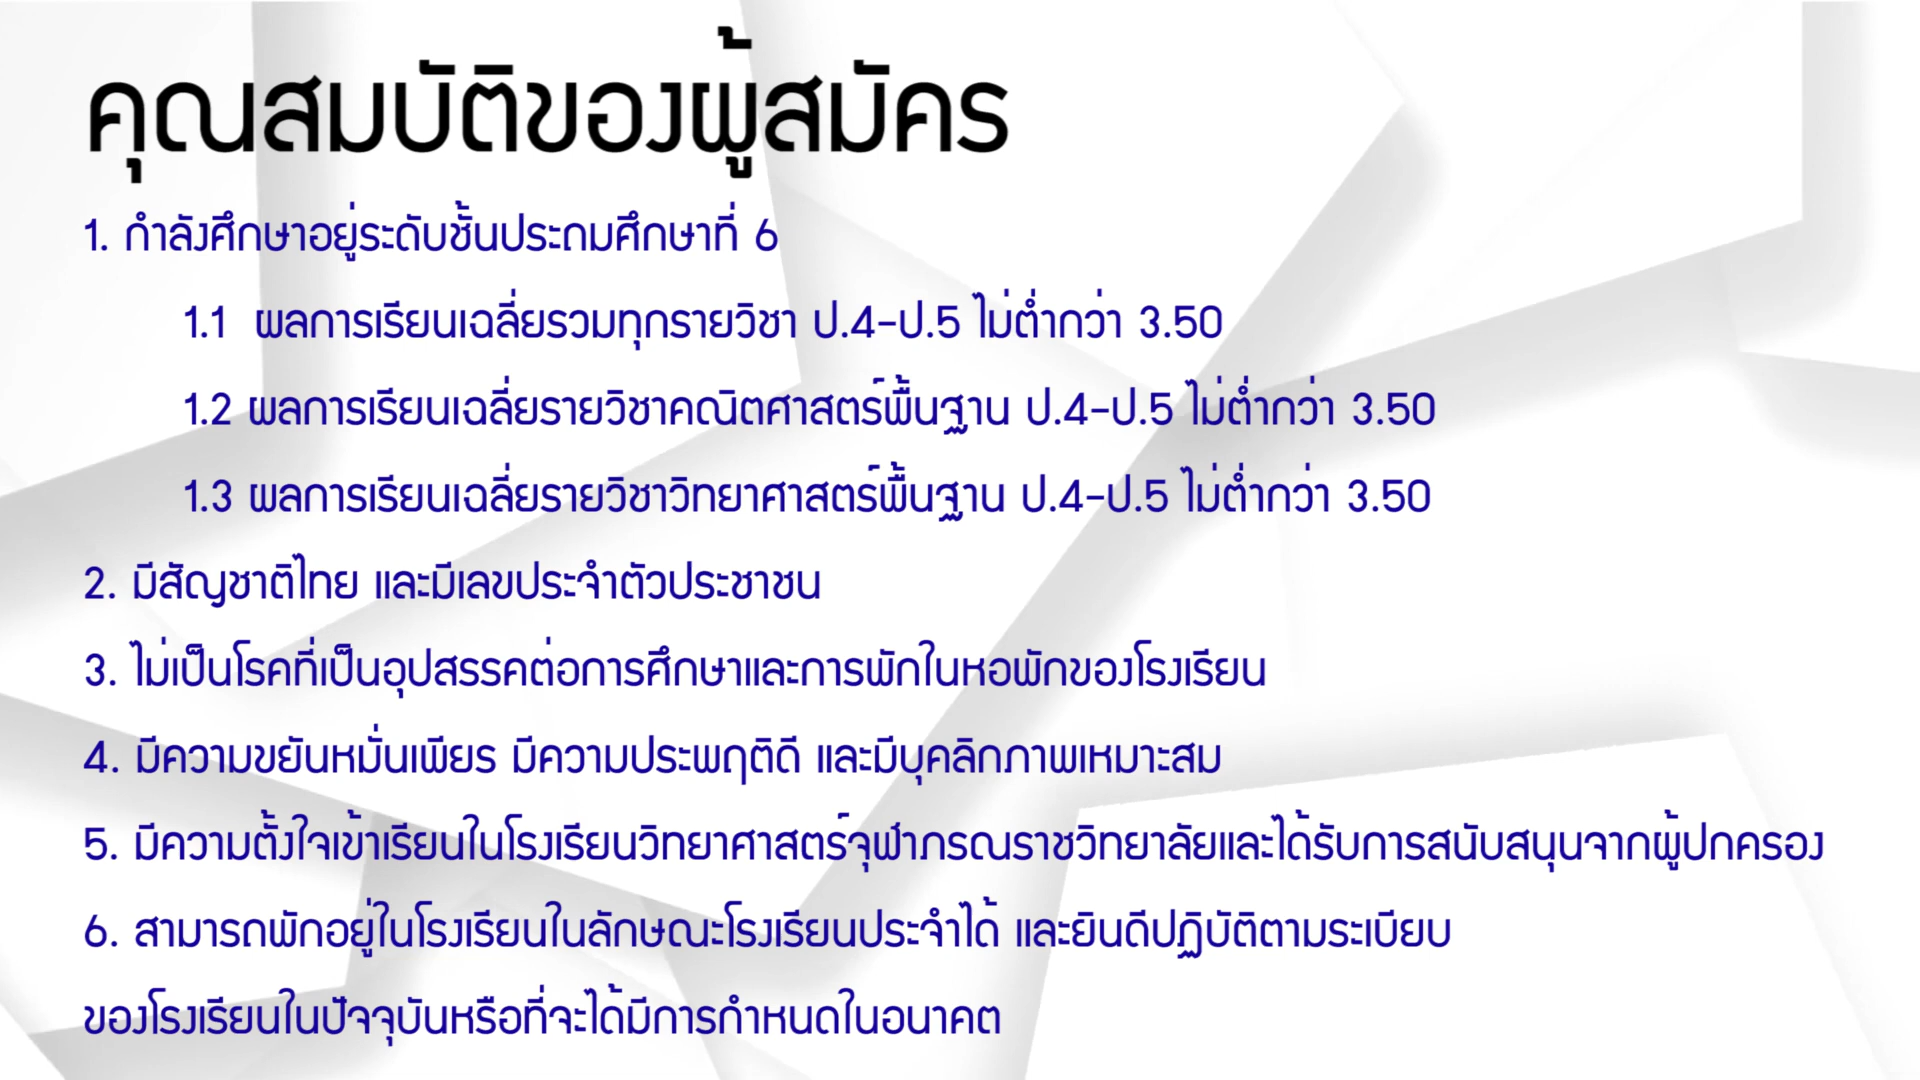 คุณสมบัติของผู้สมัคร
1. กำลังศึกษาอยู่ระดับชั้นประถมศึกษาที่ 6
1.1 ผลการเรียนเฉลี่ยรวมทุกรายวิชา ป.4-ป.5 ไม่ต่ำกว่า 3.50
1.2 ผลการเรียนเฉลี่ยรายวิชาคณิตศาสตร์พื้นฐาน ป.4-ป.5 ไม่ต่ำกว่า 3.50
1.3 ผลการเรียนเฉลี่ยรายวิชาวิทยาศาสตร์พื้นฐาน ป.4-ป.5 ไม่ต่ำกว่า 3.50
2. มีสัญชาติไทย และมีเลขประจำตัวประชาชน
3. ไม่เป็นโรคที่เป็นอุปสรรคต่อการศึกษาและการพักในหอพักของโรงเรียน
4. มีความขยันหมั่นเพียร มีความประพฤติดี และมีบุคลิกภาพเหมาะสม
5. มีความตั้งใจเข้าเรียนในโรงเรียนวิทยาศาสตร์จุฬาภรณราชวิทยาลัยและได้รับการสนับสนุนจากผู้ปกครอง
6. สามารถพักอยู่ในโรงเรียนในลักษณะโรงเรียนประจำได้ และยินดีปฏิบัติตามระเบียบ
ของโรงเรียนในปัจจุบันหรือที่จะได้มีการกำหนดในอนาคต